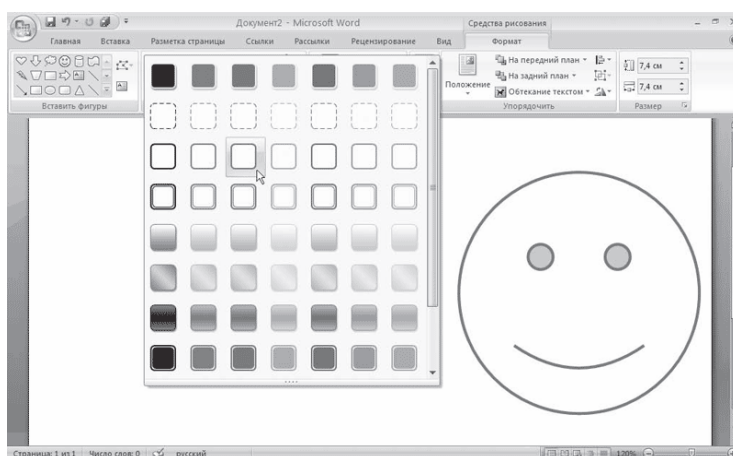 Документ2 - Microsoft Word
Средства рисования
Главная Вставка Разметка страницы Ссылки Рассылки Рецензирование Вид Формат
Вставить фигуры
Положение
На передний план
На задний план
Обтекание текстом
Упорядочить
7,4 см
7,4 см
Размер
Страница: 1 из 1 Число слов: 0 русский 120%